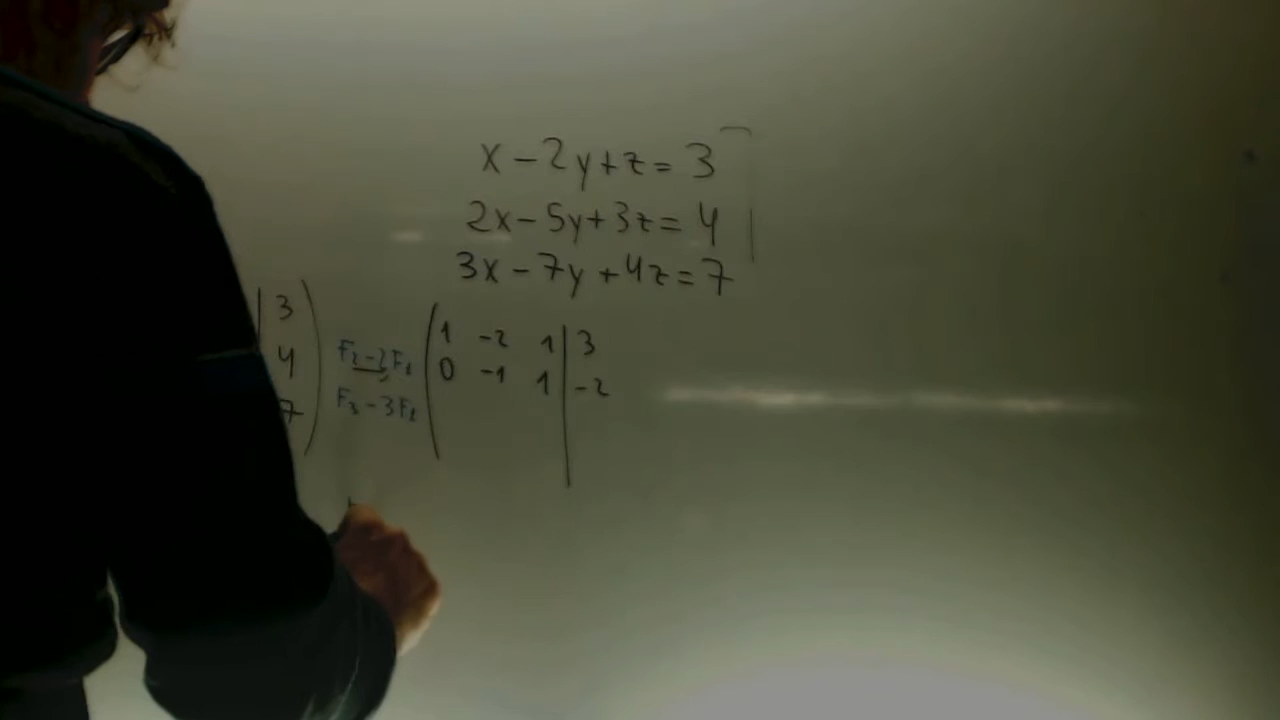 x - 2y + z = 3
2x - 5y + 3z = 4
3x - 7y + 4z = 7
3
4
7
F₂ - 2F₁
F₃ - 3F₁
1 -2 1 | 3
0 -1 1 | -2